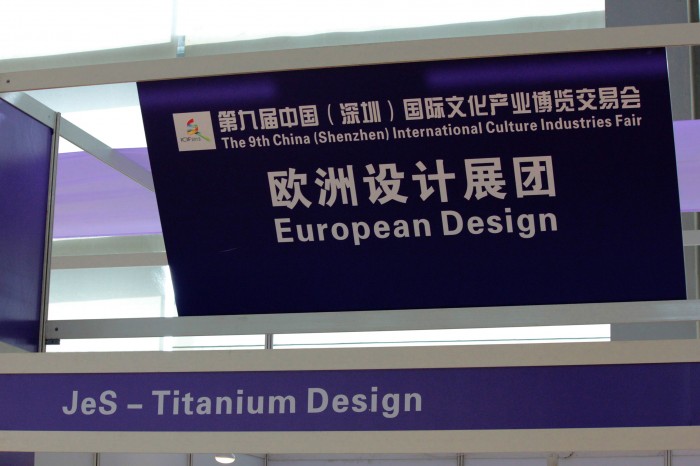 第九届中国（深圳）国际文化产业博览交易会
The 9th China (Shenzhen) International Culture Industries Fair
欧洲设计展团
European Design
JeS – Titanium Design